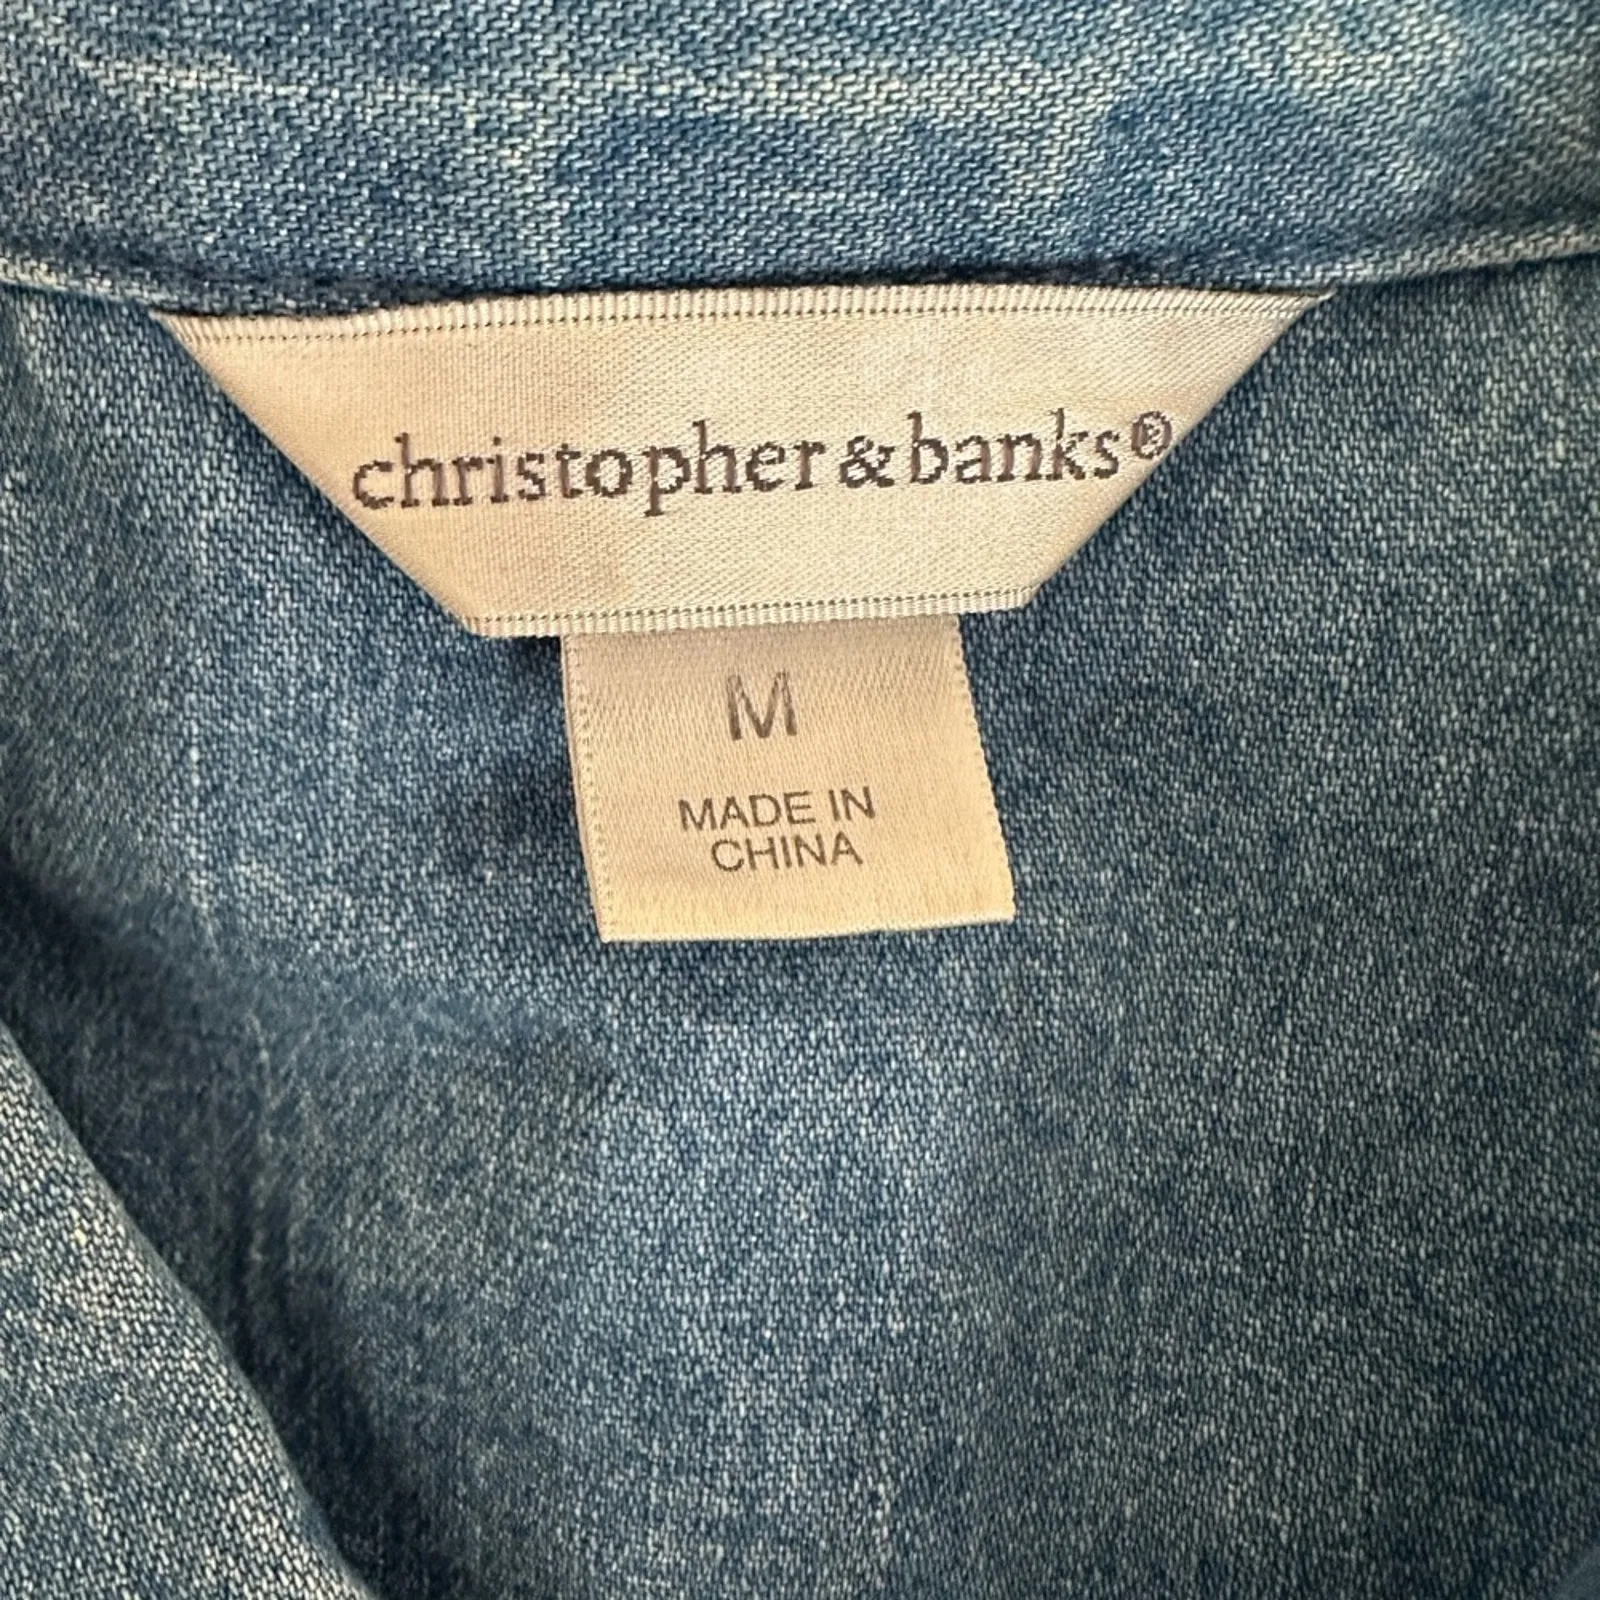 christopher & banks®
M
MADE IN
CHINA